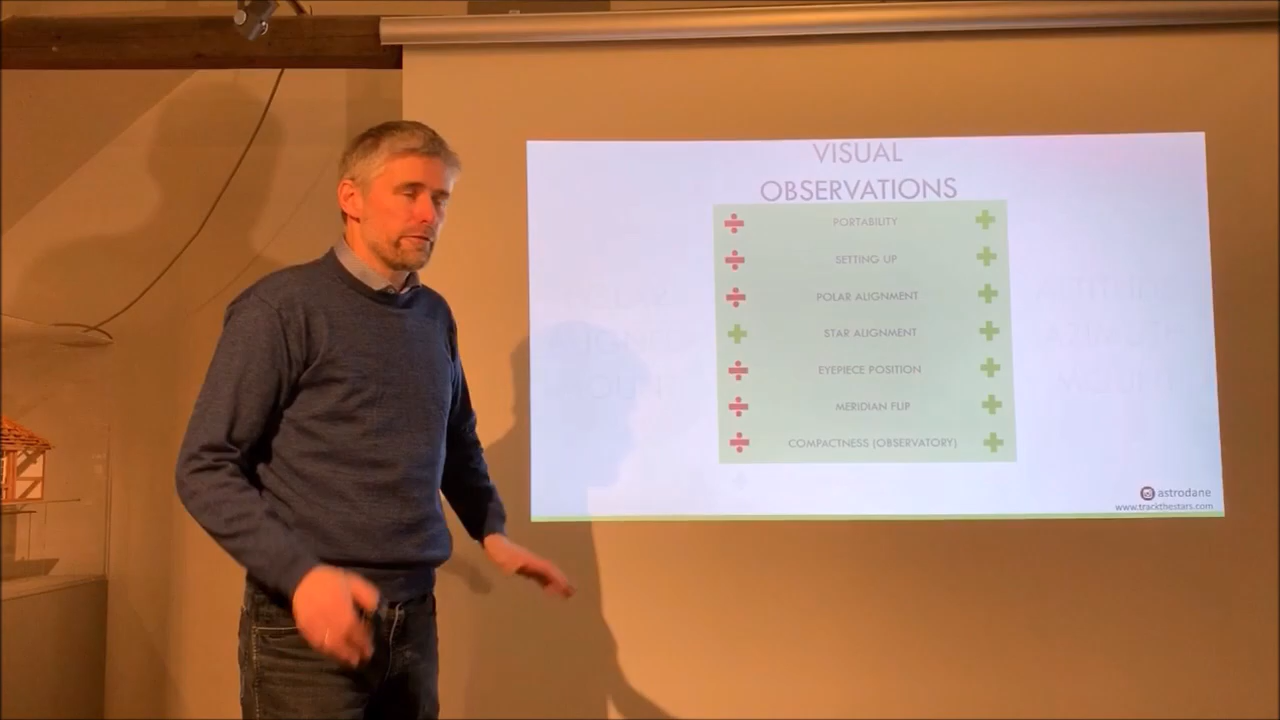 VISUAL
OBSERVATIONS
PORTABILITY
SETTING UP
POLAR ALIGNMENT
STAR ALIGNMENT
EYEPIECE POSITION
MERIDIAN FLIP
COMPACTNESS (OBSERVATORY)
astrodane
www.trackthestars.com